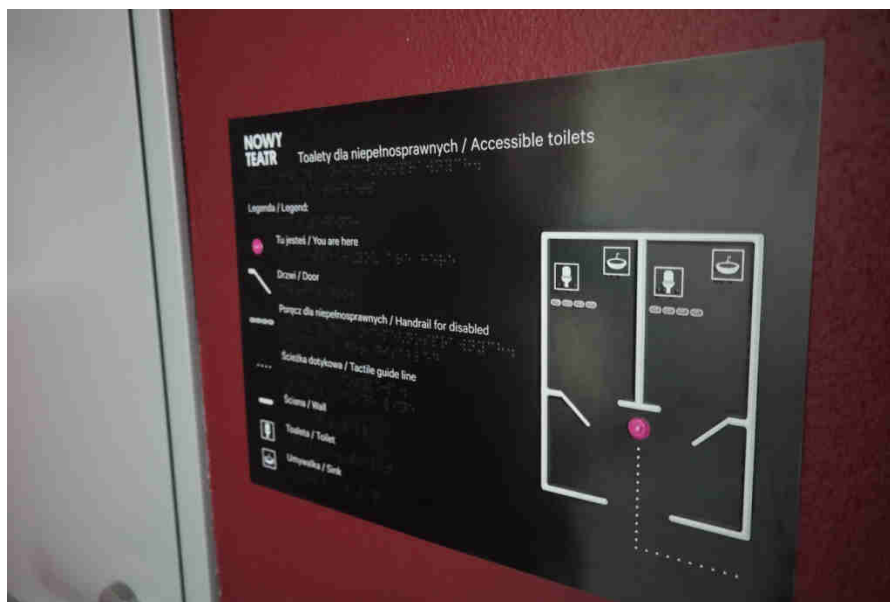 NOWY
TEATR
Toalety dla niepełnosprawnych / Accessible toilets
Legenda / Legend:
Tu jesteś / You are here
Drzwi / Door
Poręcz dla niepełnosprawnych / Handrail for disabled
Ścieżka dotykowa / Tactile guide line
Ściana / Wall
Toaleta / Toilet
Umywalka / Sink